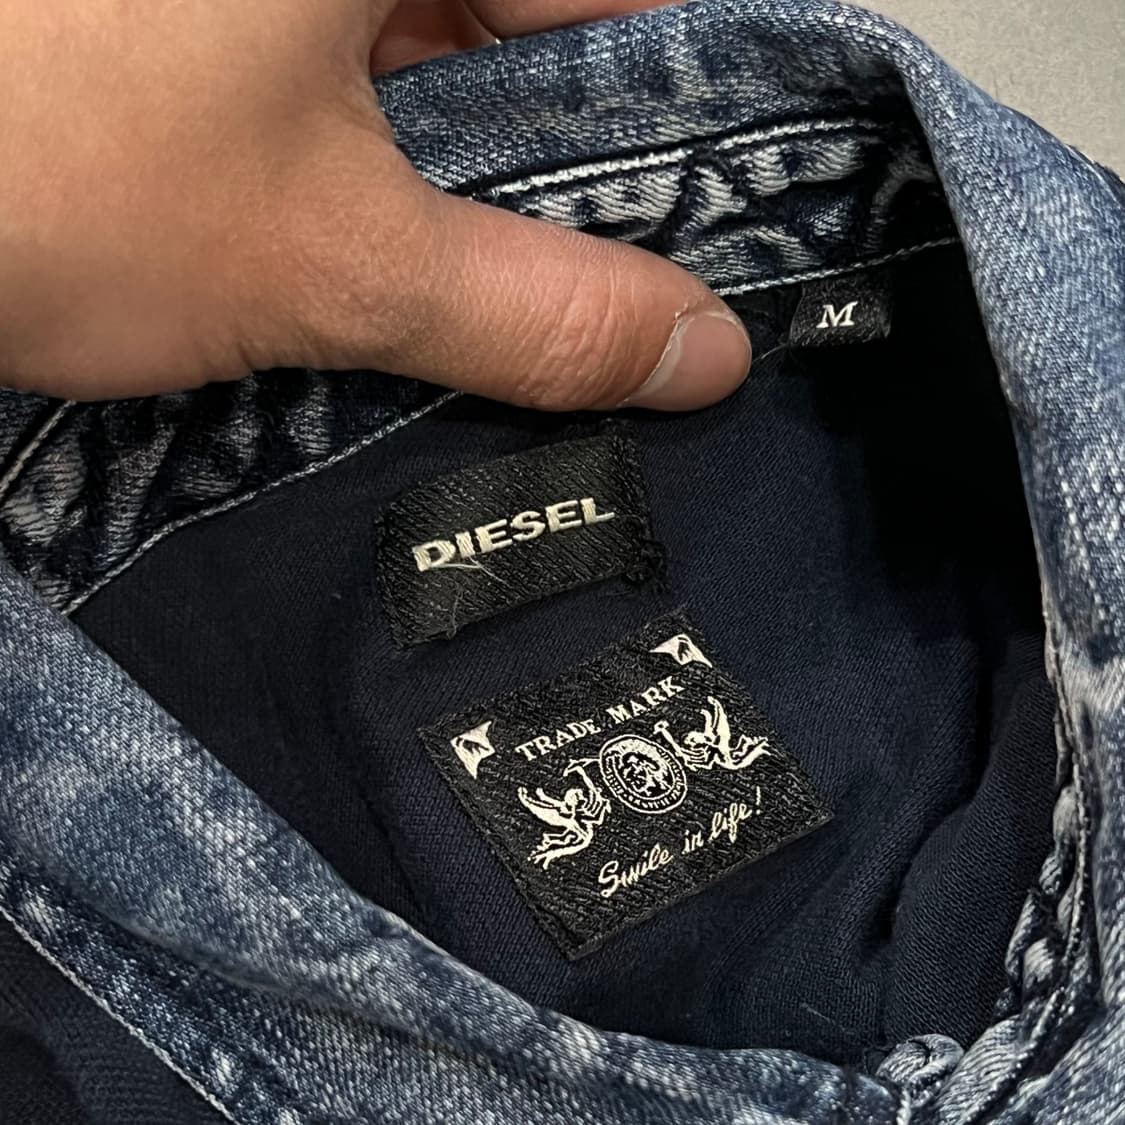 M
DIESEL
TRADE MARK
Smile in life!